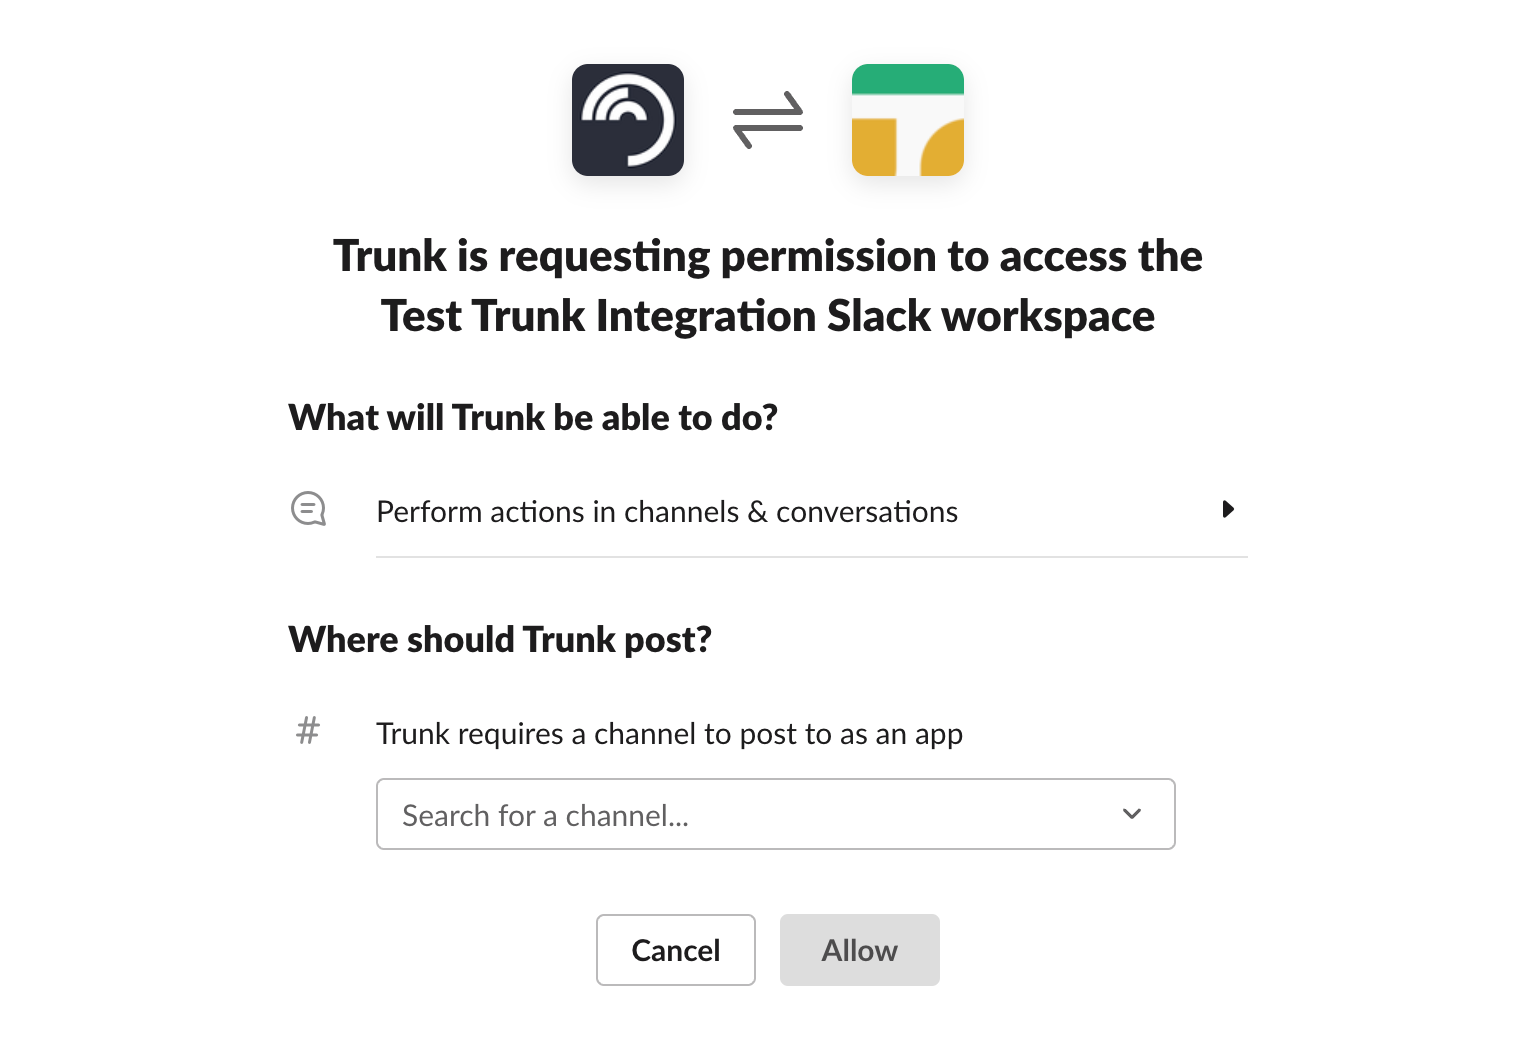 Trunk is requesting permission to access the
Test Trunk Integration Slack workspace
What will Trunk be able to do?
Perform actions in channels & conversations
Where should Trunk post?
# Trunk requires a channel to post to as an app
Search for a channel...
Cancel
Allow